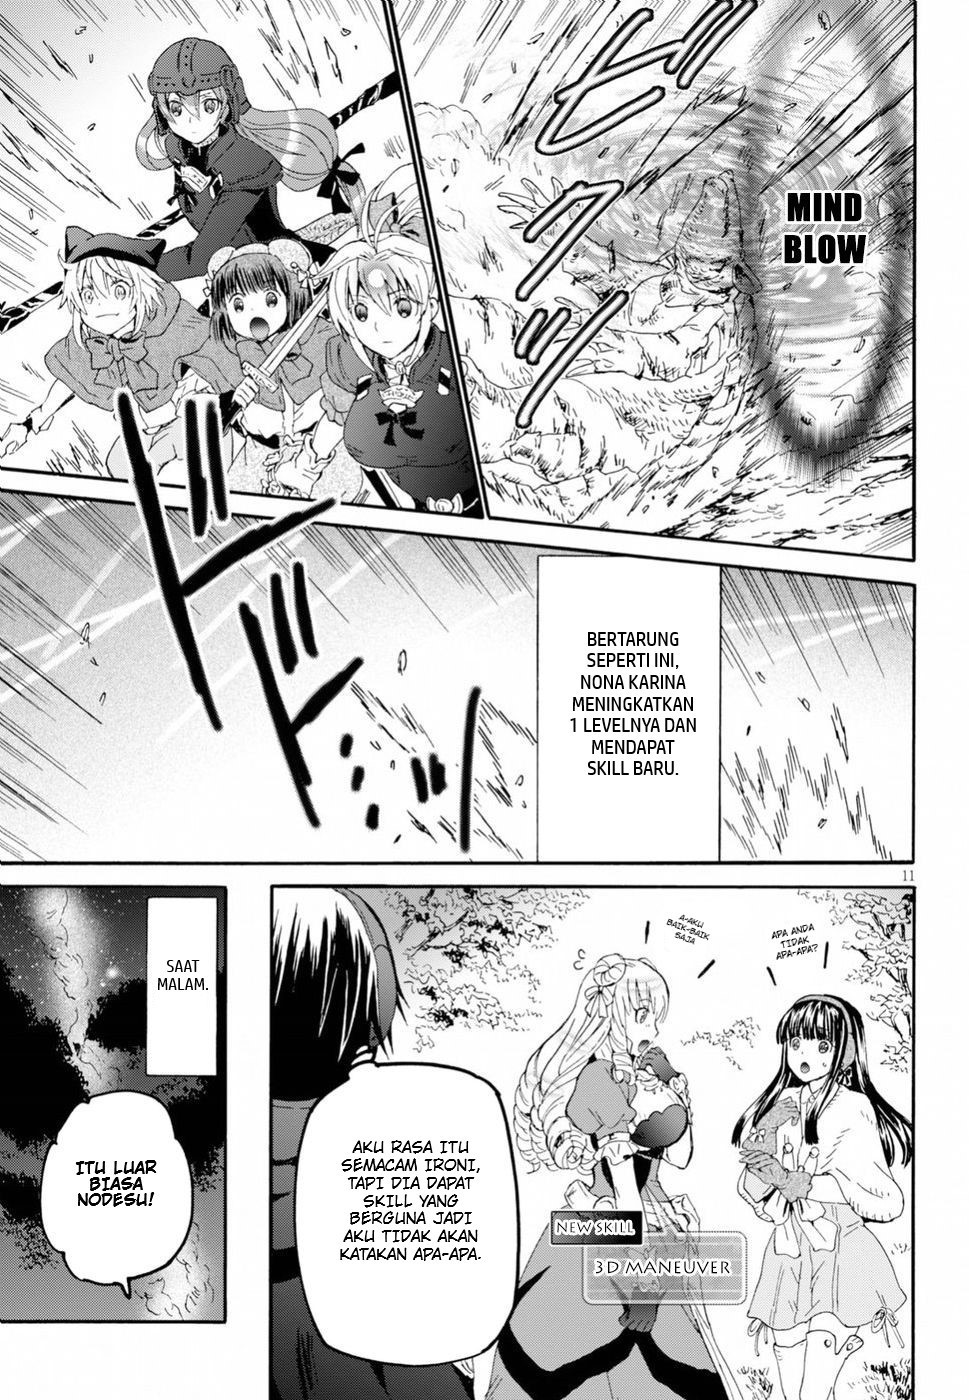 MIND
BLOW
BERTARUNG
SEPERTI INI,
NONA KARINA
MENINGKATKAN
1 LEVELNYA DAN
MENDAPAT
SKILL BARU.
11
APA ANDA
TIDAK
APA-APA?
A-AKU
BAIK-BAIK
SAJA
NEW SKILL
3D MANEUVER
AKU RASA ITU
SEMACAM IRONI,
TAPI DIA DAPAT
SKILL YANG
BERGUNA JADI
AKU TIDAK AKAN
KATAKAN APA-APA.
SAAT
MALAM.
ITU LUAR
BIASA
NODESU!